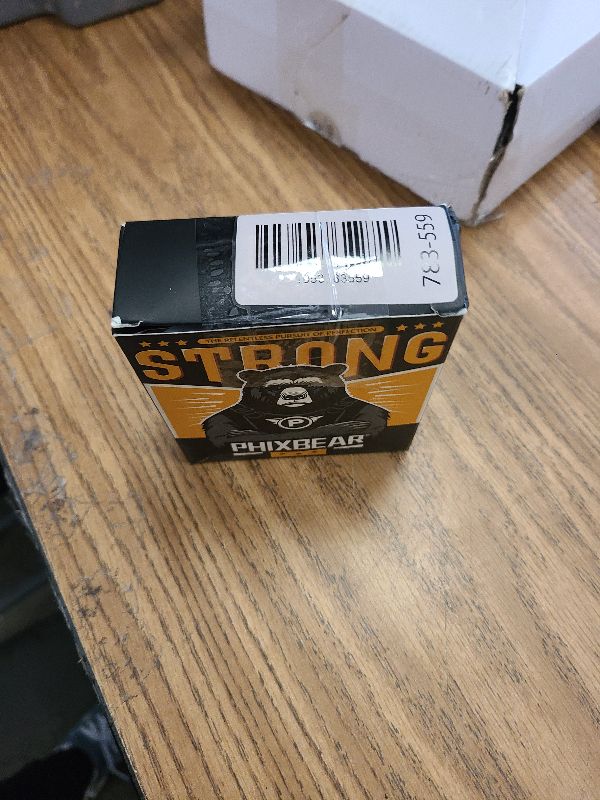 783-559
THE RELENTLESS PURSUIT OF PERFECTION
STRONG
P
PHIXBEAR